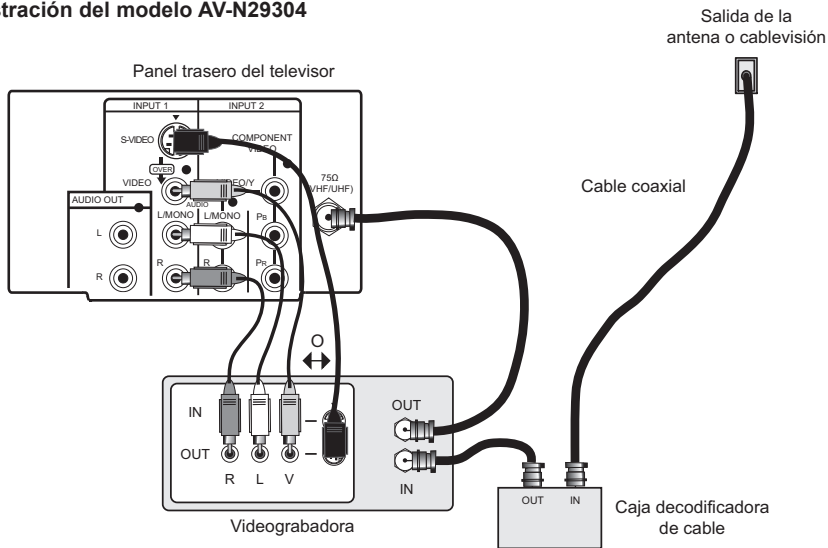 stración del modelo AV-N29304
Salida de la
antena o cablevisión
Panel trasero del televisor
INPUT 1
INPUT 2
S-VIDEO
COMPONENT
VIDEO
OVER
75Ω
(VHF/UHF)
VIDEO
EO/Y
Cable coaxial
AUDIO OUT
AUDIO
L/MONO
L/MONO
PB
L
R
R
R
PR
O
IN
OUT
OUT
R
L
V
IN
OUT
IN
Videograbadora
Caja decodificadora
de cable